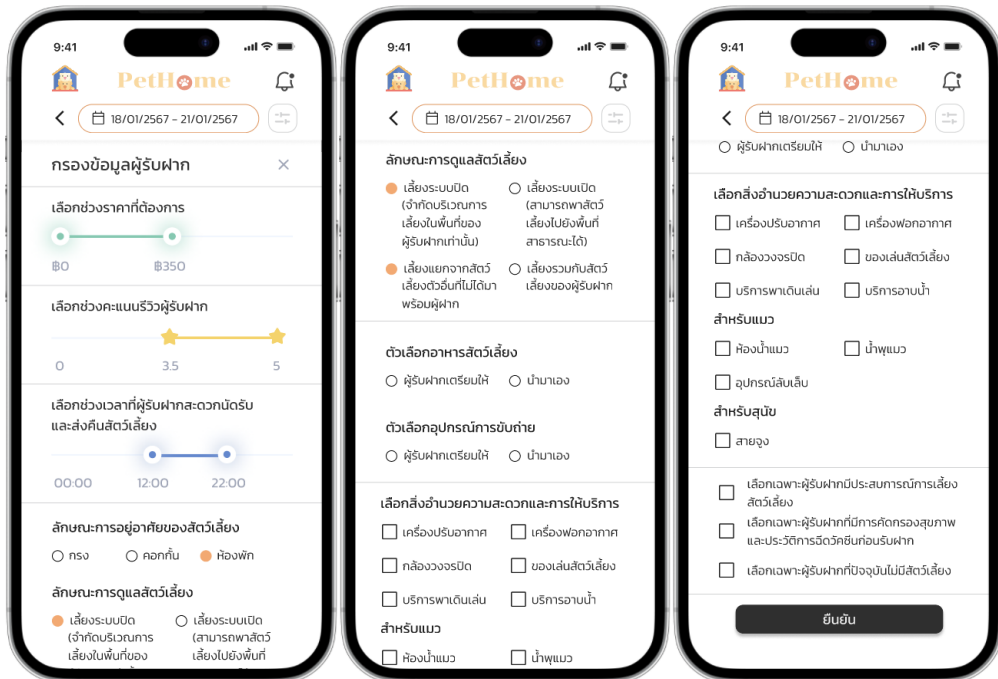 9:41
PetHome
18/01/2567 - 21/01/2567
กรองข้อมูลผู้รับฝาก
เลือกช่วงราคาที่ต้องการ
฿0 ฿350
เลือกช่วงคะแนนรีวิวผู้รับฝาก
0 3.5 5
เลือกช่วงเวลาที่ผู้รับฝากสะดวกนัดรับ
และส่งคืนสัตว์เลี้ยง
00:00 12:00 22:00
ลักษณะการอยู่อาศัยของสัตว์เลี้ยง
กรง คอกกั้น ห้องพัก
ลักษณะการดูแลสัตว์เลี้ยง
เลี้ยงระบบปิด เลี้ยงระบบเปิด
(จำกัดบริเวณการ (สามารถพาสัตว์
เลี้ยงในพื้นที่ของ เลี้ยงไปยังพื้นที่
9:41
PetHome
18/01/2567 - 21/01/2567
ลักษณะการดูแลสัตว์เลี้ยง
เลี้ยงระบบปิด เลี้ยงระบบเปิด
(จำกัดบริเวณการ (สามารถพาสัตว์
เลี้ยงในพื้นที่ของ เลี้ยงไปยังพื้นที่
ผู้รับฝากเท่านั้น) สาธารณะได้)
เลี้ยงแยกจากสัตว์ เลี้ยงรวมกับสัตว์
เลี้ยงตัวอื่นที่ไม่ได้มา เลี้ยงของผู้รับฝาก
พร้อมผู้ฝาก
ตัวเลือกอาหารสัตว์เลี้ยง
ผู้รับฝากเตรียมให้ นำมาเอง
ตัวเลือกอุปกรณ์การขับถ่าย
ผู้รับฝากเตรียมให้ นำมาเอง
เลือกสิ่งอำนวยความสะดวกและการให้บริการ
เครื่องปรับอากาศ เครื่องฟอกอากาศ
กล้องวงจรปิด ของเล่นสัตว์เลี้ยง
บริการพาเดินเล่น บริการอาบน้ำ
สำหรับแมว
ห้องน้ำแมว น้ำพุแมว
9:41
PetHome
18/01/2567 - 21/01/2567
ผู้รับฝากเตรียมให้ นำมาเอง
เลือกสิ่งอำนวยความสะดวกและการให้บริการ
เครื่องปรับอากาศ เครื่องฟอกอากาศ
กล้องวงจรปิด ของเล่นสัตว์เลี้ยง
บริการพาเดินเล่น บริการอาบน้ำ
สำหรับแมว
ห้องน้ำแมว น้ำพุแมว
อุปกรณ์ลับเล็บ
สำหรับสุนัข
สายจูง
เลือกเฉพาะผู้รับฝากมีประสบการณ์การเลี้ยง
สัตว์เลี้ยง
เลือกเฉพาะผู้รับฝากที่มีการคัดกรองสุขภาพ
และประวัติการฉีดวัคซีนก่อนรับฝาก
เลือกเฉพาะผู้รับฝากที่ปัจจุบันไม่มีสัตว์เลี้ยง
ยืนยัน